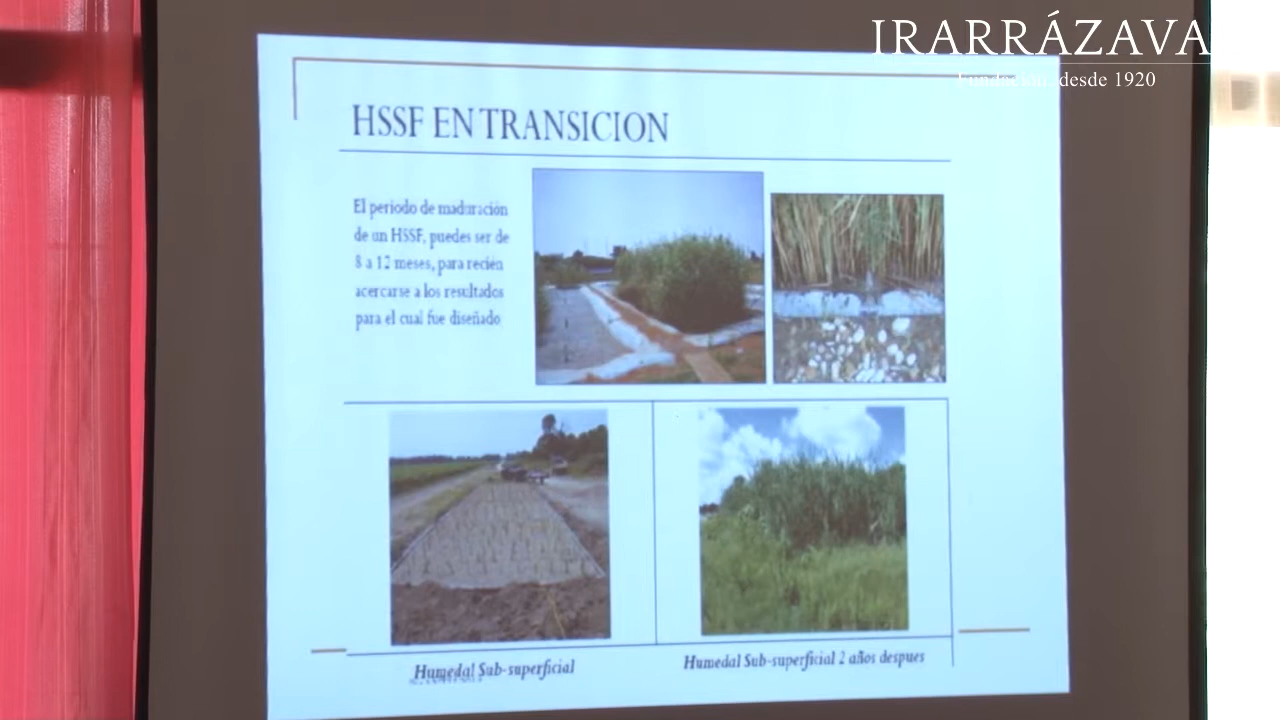 IRARRÁZAVA
Fundación, desde 1920
HSSF EN TRANSICION
El periodo de maduración
de un HSSF, puedes ser de
8 a 12 meses, para recién
acercarse a los resultados
para el cual fue diseñado
Humedal Sub-superficial
Humedal Sub-superficial 2 años despues